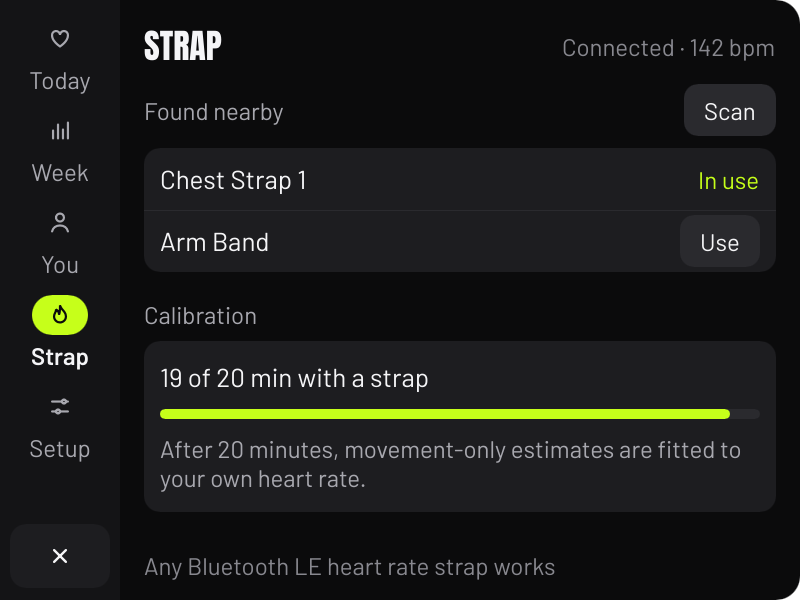 Today
Week
You
Strap
Setup
STRAP
Connected · 142 bpm
Found nearby
Scan
Chest Strap 1
In use
Arm Band
Use
Calibration
19 of 20 min with a strap
After 20 minutes, movement-only estimates are fitted to
your own heart rate.
Any Bluetooth LE heart rate strap works